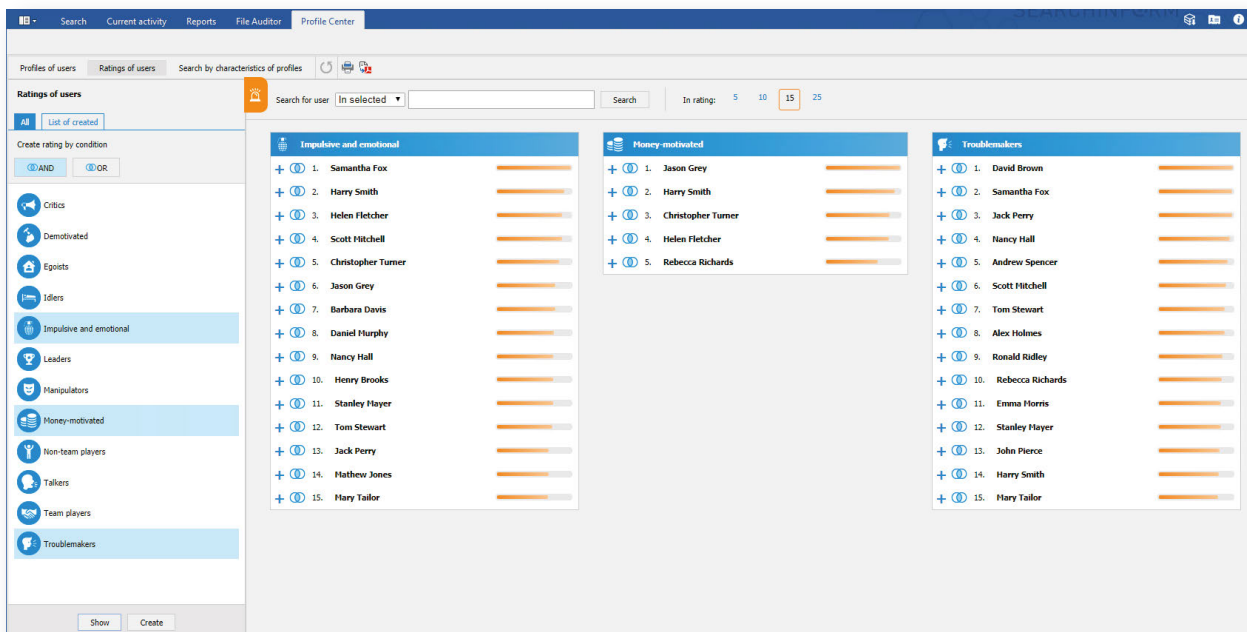 SEARCHINFORM
Search Current activity Reports File Auditor Profile Center
Profiles of users Ratings of users Search by characteristics of profiles
Ratings of users
All List of created
Create rating by condition
AND OR
Critics
Demotivated
Egoists
Idlers
Impulsive and emotional
Leaders
Manipulators
Money-motivated
Non-team players
Talkers
Team players
Troublemakers
Show Create
Search for user In selected Search In rating: 5 10 15 25
Impulsive and emotional
1. Samantha Fox
2. Harry Smith
3. Helen Fletcher
4. Scott Mitchell
5. Christopher Turner
6. Jason Grey
7. Barbara Davis
8. Daniel Murphy
9. Nancy Hall
10. Henry Brooks
11. Stanley Mayer
12. Tom Stewart
13. Jack Perry
14. Mathew Jones
15. Mary Tailor
Money-motivated
1. Jason Grey
2. Harry Smith
3. Christopher Turner
4. Helen Fletcher
5. Rebecca Richards
Troublemakers
1. David Brown
2. Samantha Fox
3. Jack Perry
4. Nancy Hall
5. Andrew Spencer
6. Scott Mitchell
7. Tom Stewart
8. Alex Holmes
9. Ronald Ridley
10. Rebecca Richards
11. Emma Morris
12. Stanley Mayer
13. John Pierce
14. Harry Smith
15. Mary Tailor